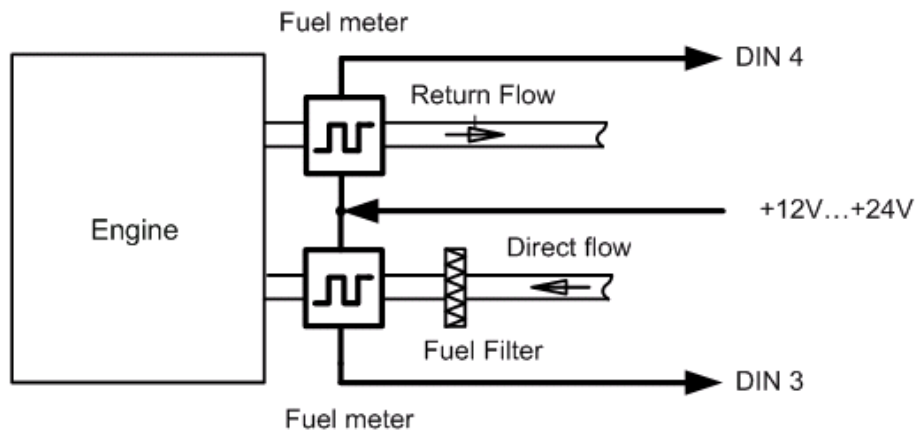 Fuel meter
DIN 4
Return Flow
+12V...+24V
Engine
Direct flow
Fuel Filter
DIN 3
Fuel meter